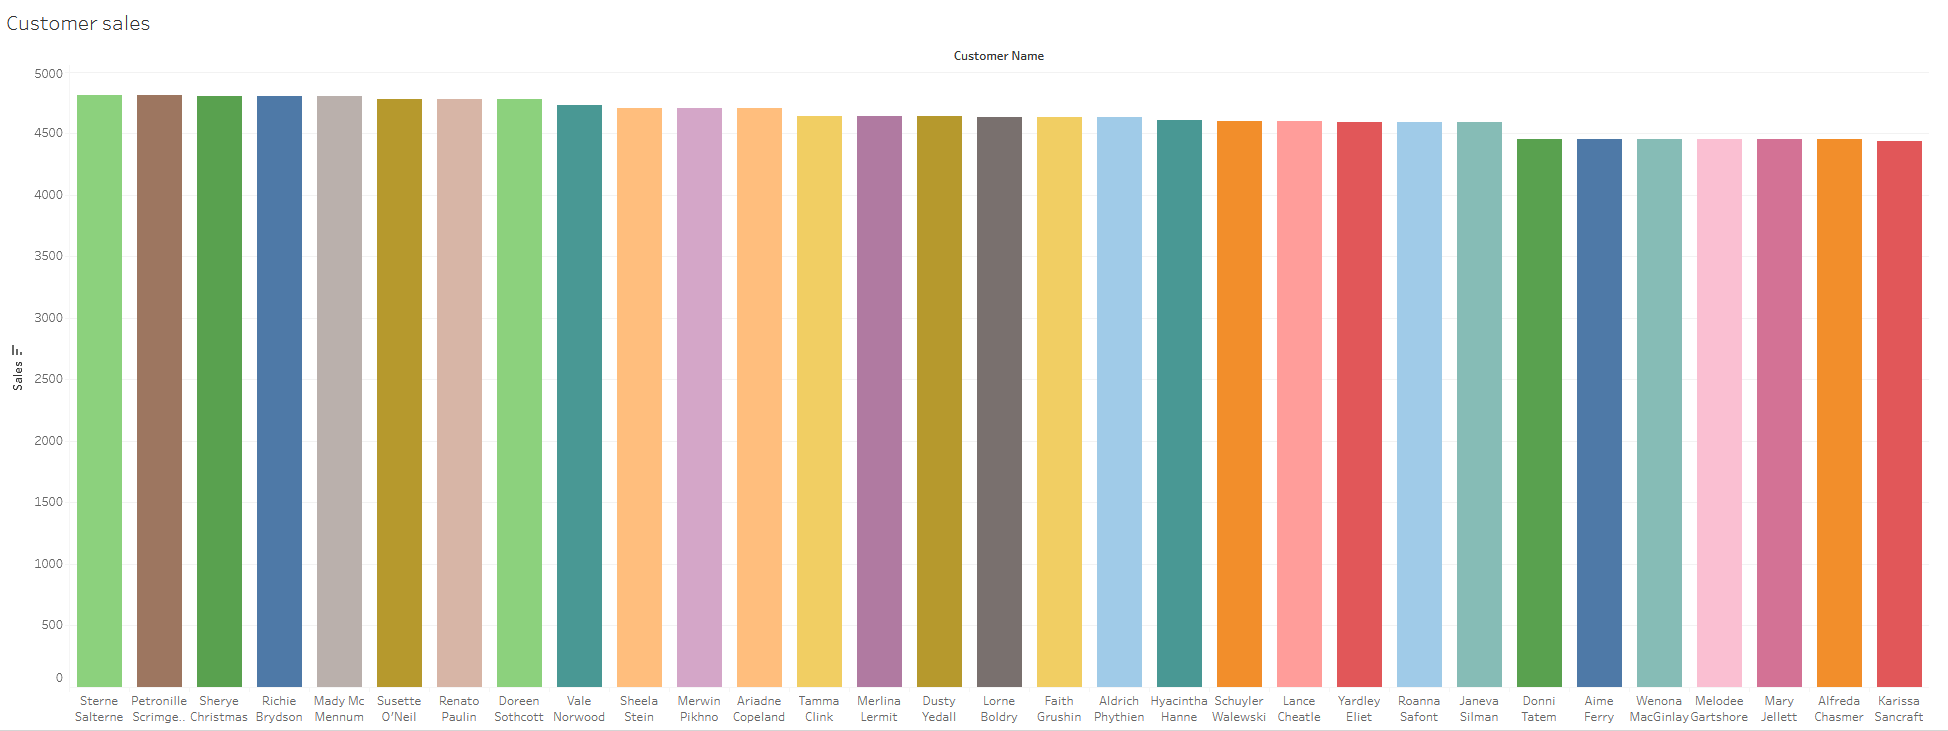 Customer sales
Customer Name
5000
4500
4000
3500
3000
2500
2000
1500
1000
500
0
Sales
Sterne Salterne
Petronille Scrimge..
Sherye Christmas
Richie Brydson
Mady Mc Mennum
Susette O'Neil
Renato Paulin
Doreen Sothcott
Vale Norwood
Sheela Stein
Merwin Pikhno
Ariadne Copeland
Tamma Clink
Merlina Lermit
Dusty Yedall
Lorne Boldry
Faith Grushin
Aldrich Phythien
Hyacintha Hanne
Schuyler Walewski
Lance Cheatle
Yardley Eliet
Roanna Safont
Janeva Silman
Donni Tatem
Aime Ferry
Wenona MacGinlay
Melodee Gartshore
Mary Jellett
Alfreda Chasmer
Karissa Sancraft